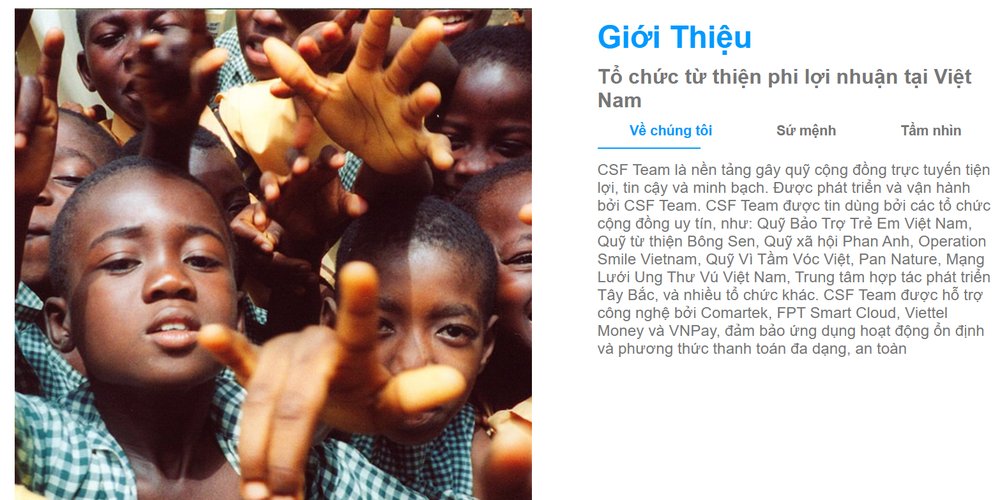 Giới Thiệu
Tổ chức từ thiện phi lợi nhuận tại Việt
Nam
Về chúng tôi Sứ mệnh Tầm nhìn
CSF Team là nền tảng gây quỹ cộng đồng trực tuyến tiện
lợi, tin cậy và minh bạch. Được phát triển và vận hành
bởi CSF Team. CSF Team được tin dùng bởi các tổ chức
cộng đồng uy tín, như: Quỹ Bảo Trợ Trẻ Em Việt Nam,
Quỹ từ thiện Bông Sen, Quỹ xã hội Phan Anh, Operation
Smile Vietnam, Quỹ Vì Tầm Vóc Việt, Pan Nature, Mạng
Lưới Ung Thư Vú Việt Nam, Trung tâm hợp tác phát triển
Tây Bắc, và nhiều tổ chức khác. CSF Team được hỗ trợ
công nghệ bởi Comartek, FPT Smart Cloud, Viettel
Money và VNPay, đảm bảo ứng dụng hoạt động ổn định
và phương thức thanh toán đa dạng, an toàn